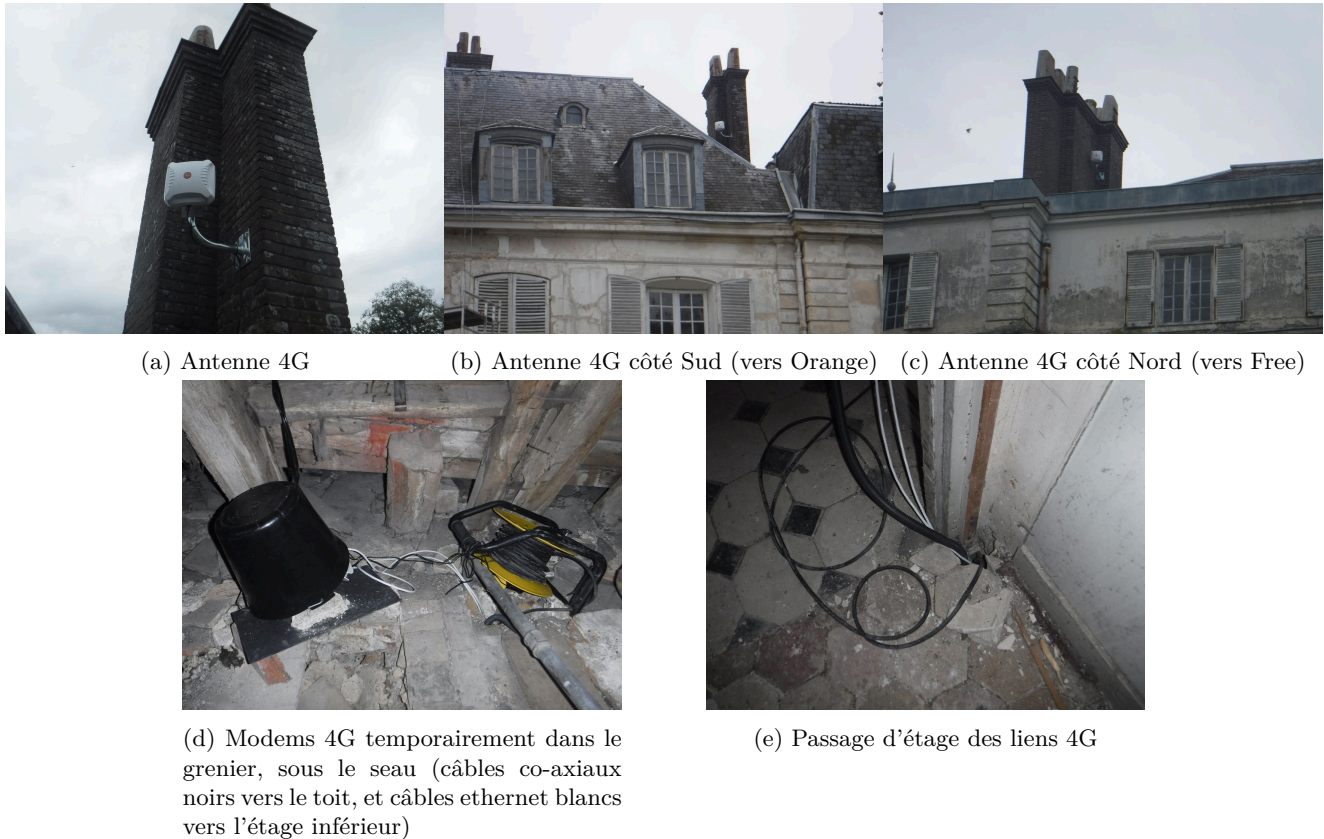 (a) Antenne 4G
(b) Antenne 4G côté Sud (vers Orange)
(c) Antenne 4G côté Nord (vers Free)
(d) Modems 4G temporairement dans le
grenier, sous le seau (câbles co-axiaux
noirs vers le toit, et câbles ethernet blancs
vers l'étage inférieur)
(e) Passage d'étage des liens 4G